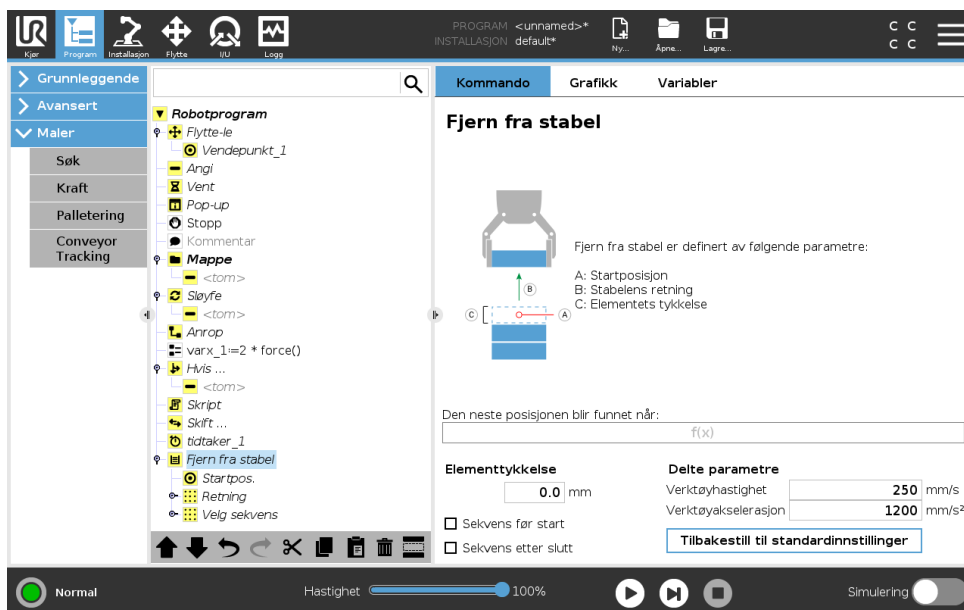 UR
Kjør
Program
Installasjon
Flytte
I/U
Logg
PROGRAM <unnamed>*
INSTALLASJON default*
Ny...
Åpne...
Lagre...
C C
C C
Grunnleggende
Avansert
Maler
Søk
Kraft
Palletering
Conveyor
Tracking
Robotprogram
Flytte-le
Vendepunkt_1
Angi
Vent
Pop-up
Stopp
Kommentar
Mappe
<tom>
Sløyfe
<tom>
Anrop
varx_1:=2 * force()
Hvis ...
<tom>
Skript
Skift ...
tidtaker_1
Fjern fra stabel
Startpos.
Retning
Velg sekvens
Kommando
Grafikk
Variabler
Fjern fra stabel
Fjern fra stabel er definert av følgende parametre:
A: Startposisjon
B: Stabelens retning
C: Elementets tykkelse
B
C
A
Den neste posisjonen blir funnet når:
f(x)
Elementtykkelse
0.0 mm
Sekvens før start
Sekvens etter slutt
Delte parametre
Verktøyhastighet 250 mm/s
Verktøyakselerasjon 1200 mm/s²
Tilbakestill til standardinnstillinger
Normal
Hastighet
100%
Simulering